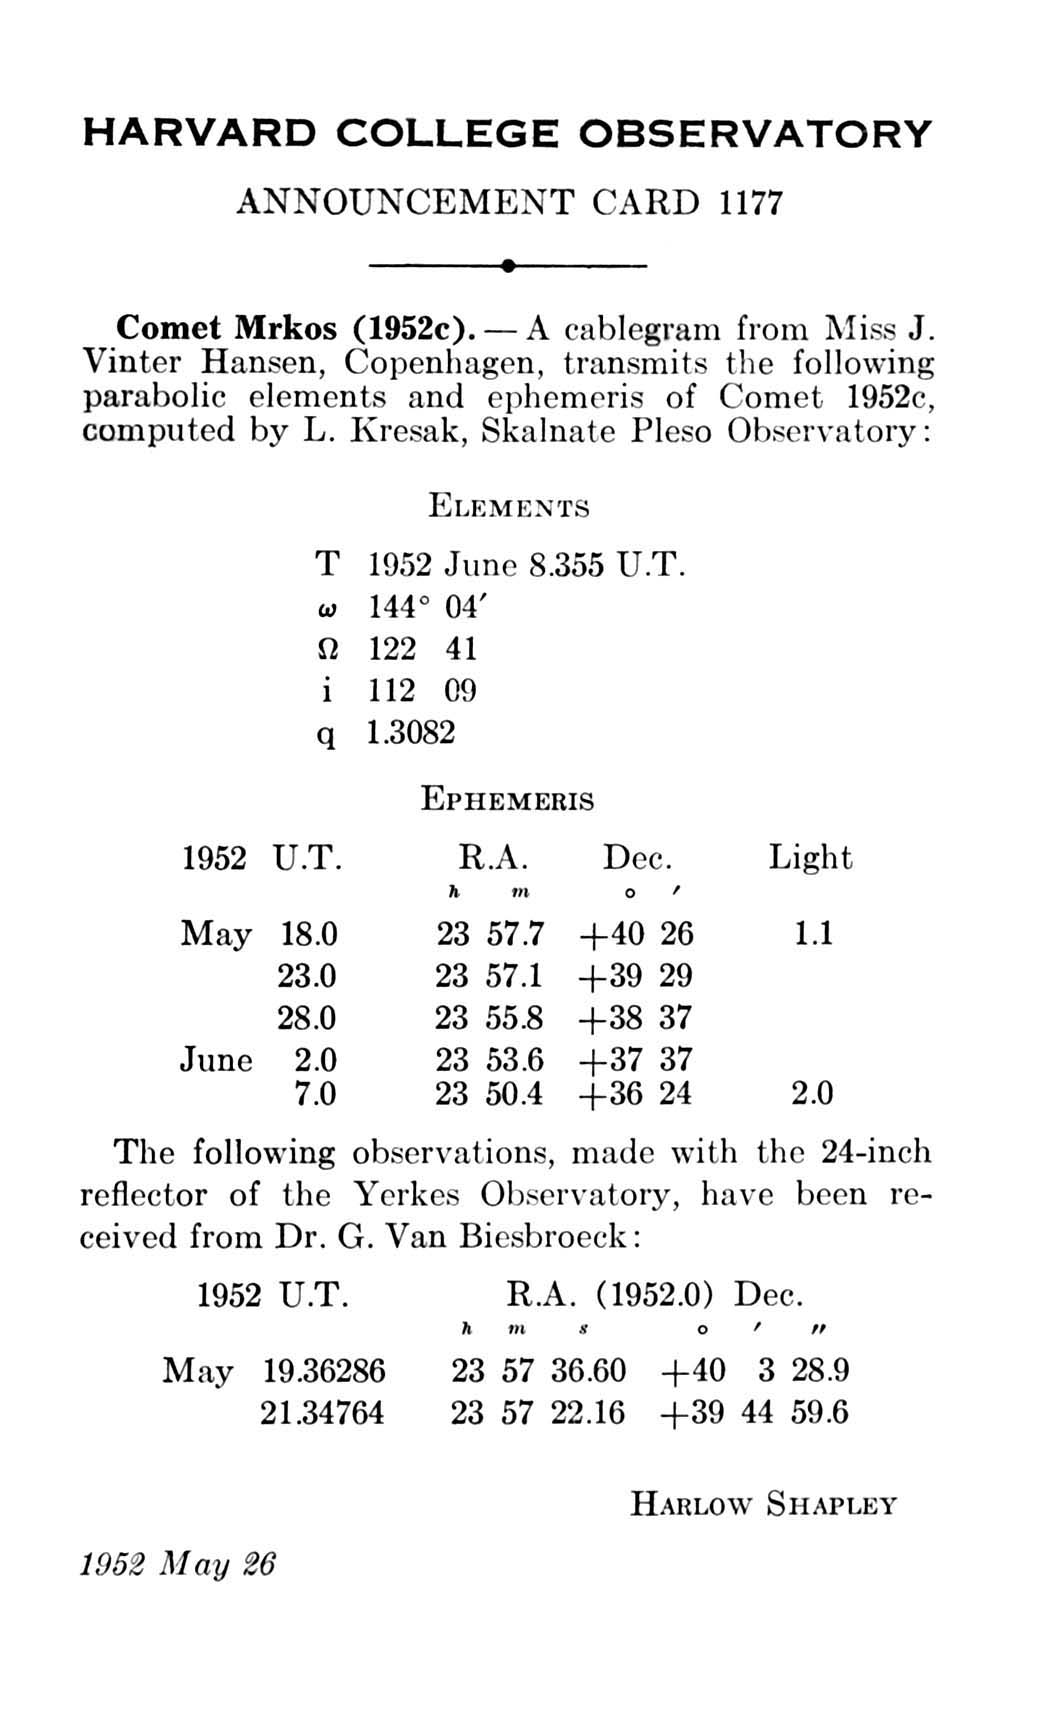 HARVARD COLLEGE OBSERVATORY
ANNOUNCEMENT CARD 1177
Comet Mrkos (1952c). — A cablegram from Miss J.
Vinter Hansen, Copenhagen, transmits the following
parabolic elements and ephemeris of Comet 1952c,
computed by L. Kresak, Skalnate Pleso Observatory:
ELEMENTS
T 1952 June 8.355 U.T.
ω 144° 04′
Ω 122 41
i 112 09
q 1.3082
EPHEMERIS
1952 U.T. R.A. Dec. Light
h m ° ′
May 18.0 23 57.7 +40 26 1.1
23.0 23 57.1 +39 29
28.0 23 55.8 +38 37
June 2.0 23 53.6 +37 37
7.0 23 50.4 +36 24 2.0
The following observations, made with the 24-inch
reflector of the Yerkes Observatory, have been re-
ceived from Dr. G. Van Biesbroeck:
1952 U.T. R.A. (1952.0) Dec.
h m s ° ′ ″
May 19.36286 23 57 36.60 +40 3 28.9
21.34764 23 57 22.16 +39 44 59.6
HARLOW SHAPLEY
1952 May 26